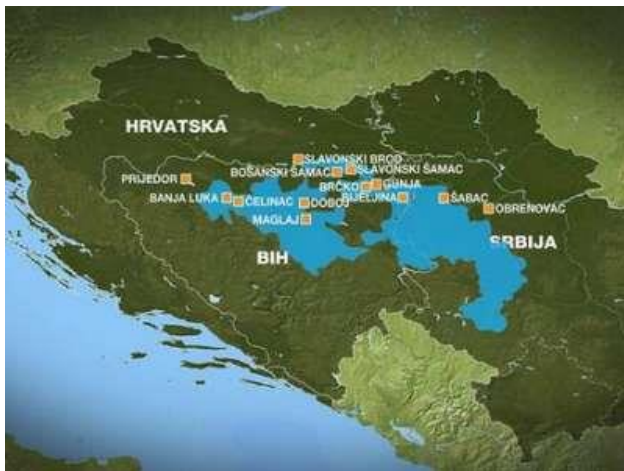 HRVATSKA
SLAVONSKI BROD
SLAVONSKI ŠAMAC
BOSANSKI ŠAMAC
PRIJEDOR
GUNJA
BRČKO
BANJA LUKA
ČELINAC
DOBOJ
BIJELJINA
ŠABAC
OBRENOVAC
MAGLAJ
SRBIJA
BIH